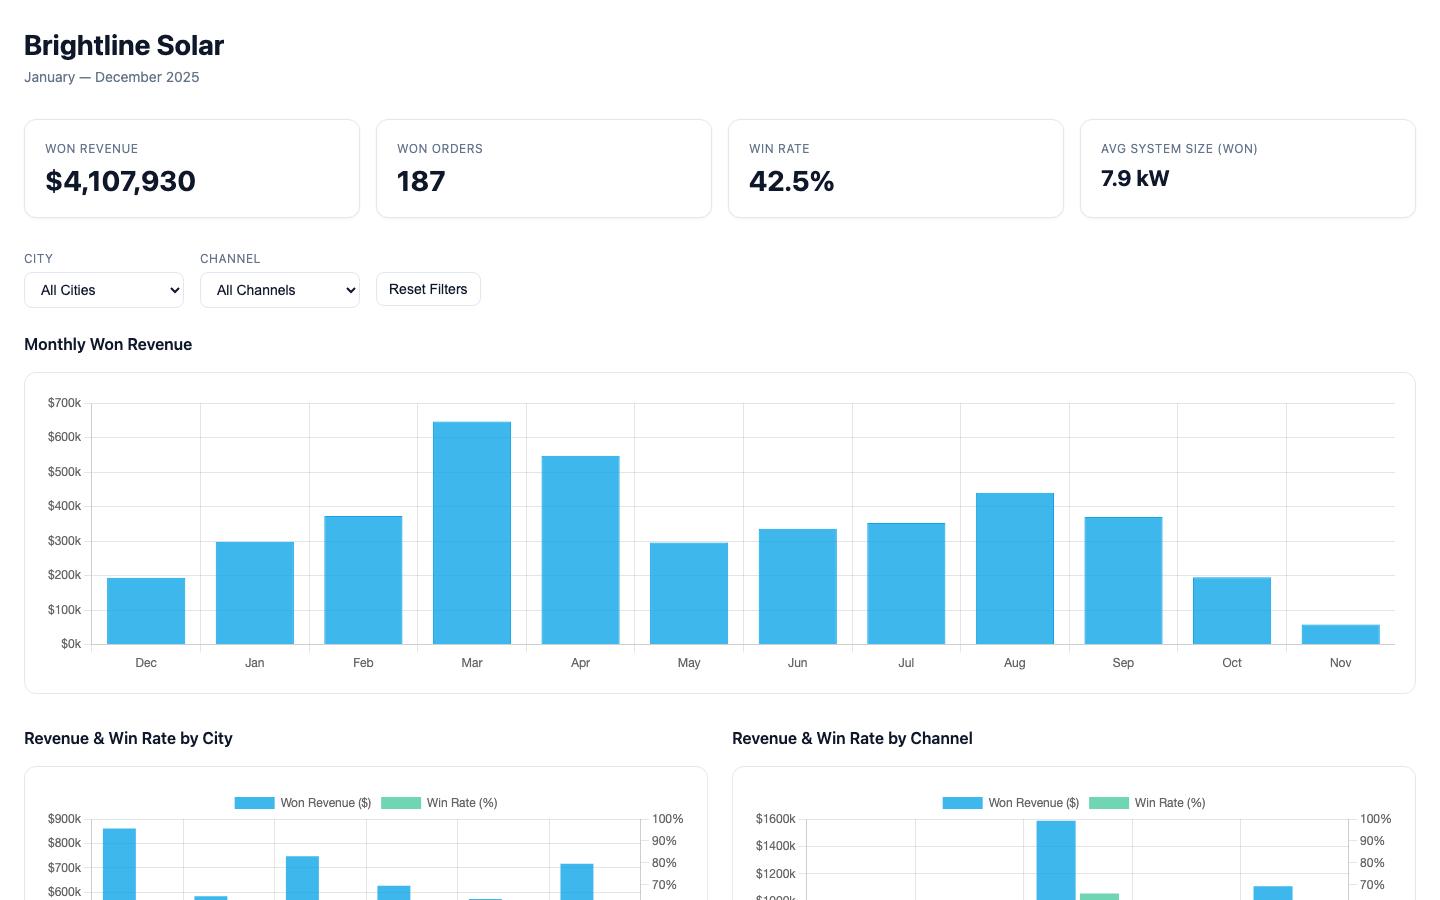 Brightline Solar
January — December 2025
WON REVENUE
$4,107,930
WON ORDERS
187
WIN RATE
42.5%
AVG SYSTEM SIZE (WON)
7.9 kW
CITY
All Cities
CHANNEL
All Channels
Reset Filters
Monthly Won Revenue
$700k
$600k
$500k
$400k
$300k
$200k
$100k
$0k
Dec Jan Feb Mar Apr May Jun Jul Aug Sep Oct Nov
Revenue & Win Rate by City
Won Revenue ($) Win Rate (%)
$900k
$800k
$700k
$600k
100%
90%
80%
70%
Revenue & Win Rate by Channel
Won Revenue ($) Win Rate (%)
$1600k
$1400k
$1200k
100%
90%
80%
70%